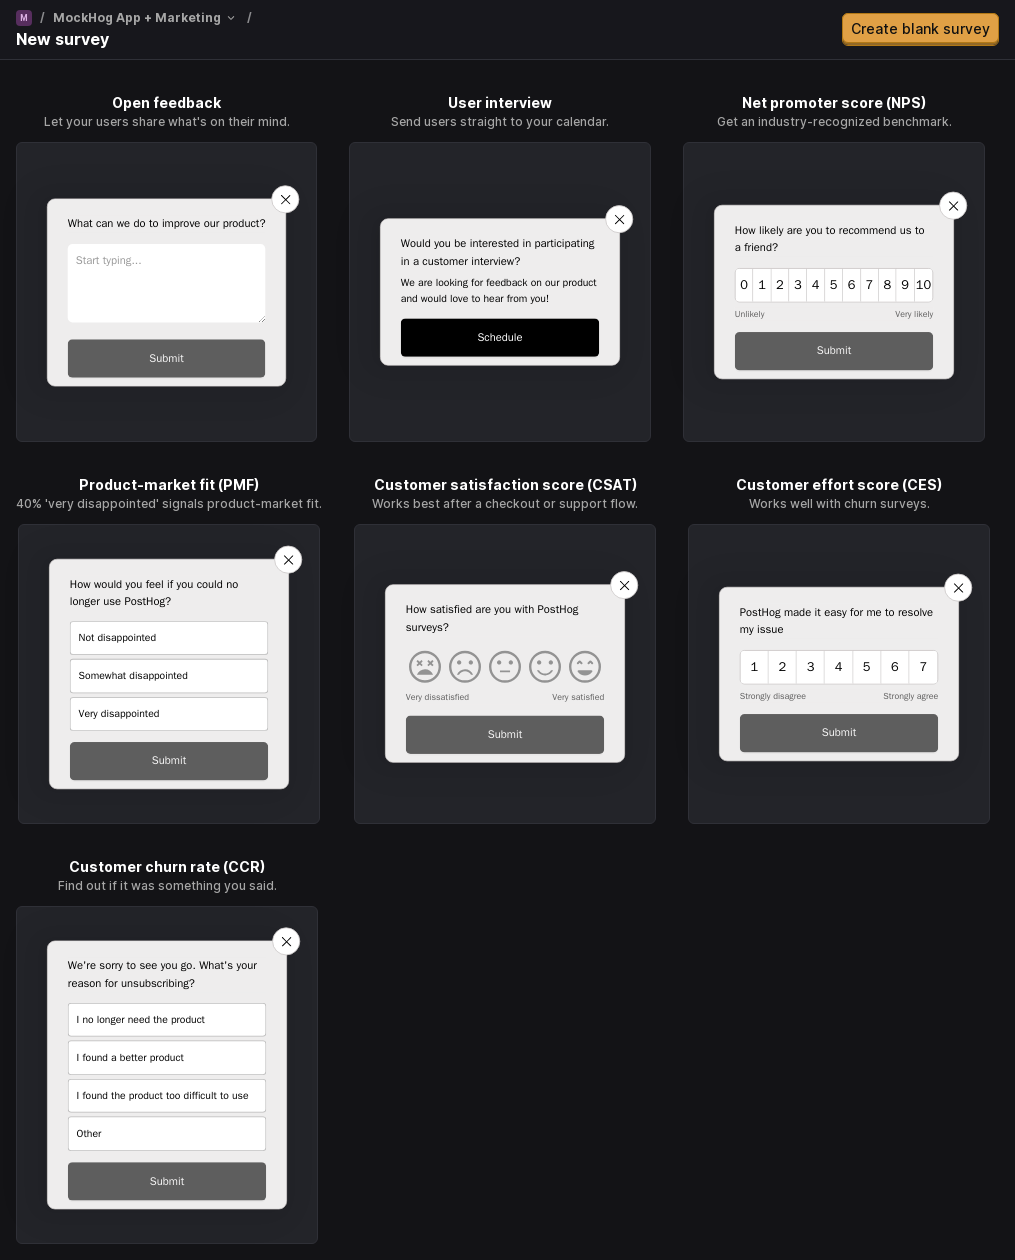 M / MockHog App + Marketing /
New survey
Create blank survey
Open feedback
Let your users share what's on their mind.
What can we do to improve our product?
Start typing...
Submit
User interview
Send users straight to your calendar.
Would you be interested in participating
in a customer interview?
We are looking for feedback on our product
and would love to hear from you!
Schedule
Net promoter score (NPS)
Get an industry-recognized benchmark.
How likely are you to recommend us to
a friend?
0 1 2 3 4 5 6 7 8 9 10
Unlikely Very likely
Submit
Product-market fit (PMF)
40% 'very disappointed' signals product-market fit.
How would you feel if you could no
longer use PostHog?
Not disappointed
Somewhat disappointed
Very disappointed
Submit
Customer satisfaction score (CSAT)
Works best after a checkout or support flow.
How satisfied are you with PostHog
surveys?
Very dissatisfied Very satisfied
Submit
Customer effort score (CES)
Works well with churn surveys.
PostHog made it easy for me to resolve
my issue
1 2 3 4 5 6 7
Strongly disagree Strongly agree
Submit
Customer churn rate (CCR)
Find out if it was something you said.
We're sorry to see you go. What's your
reason for unsubscribing?
I no longer need the product
I found a better product
I found the product too difficult to use
Other
Submit